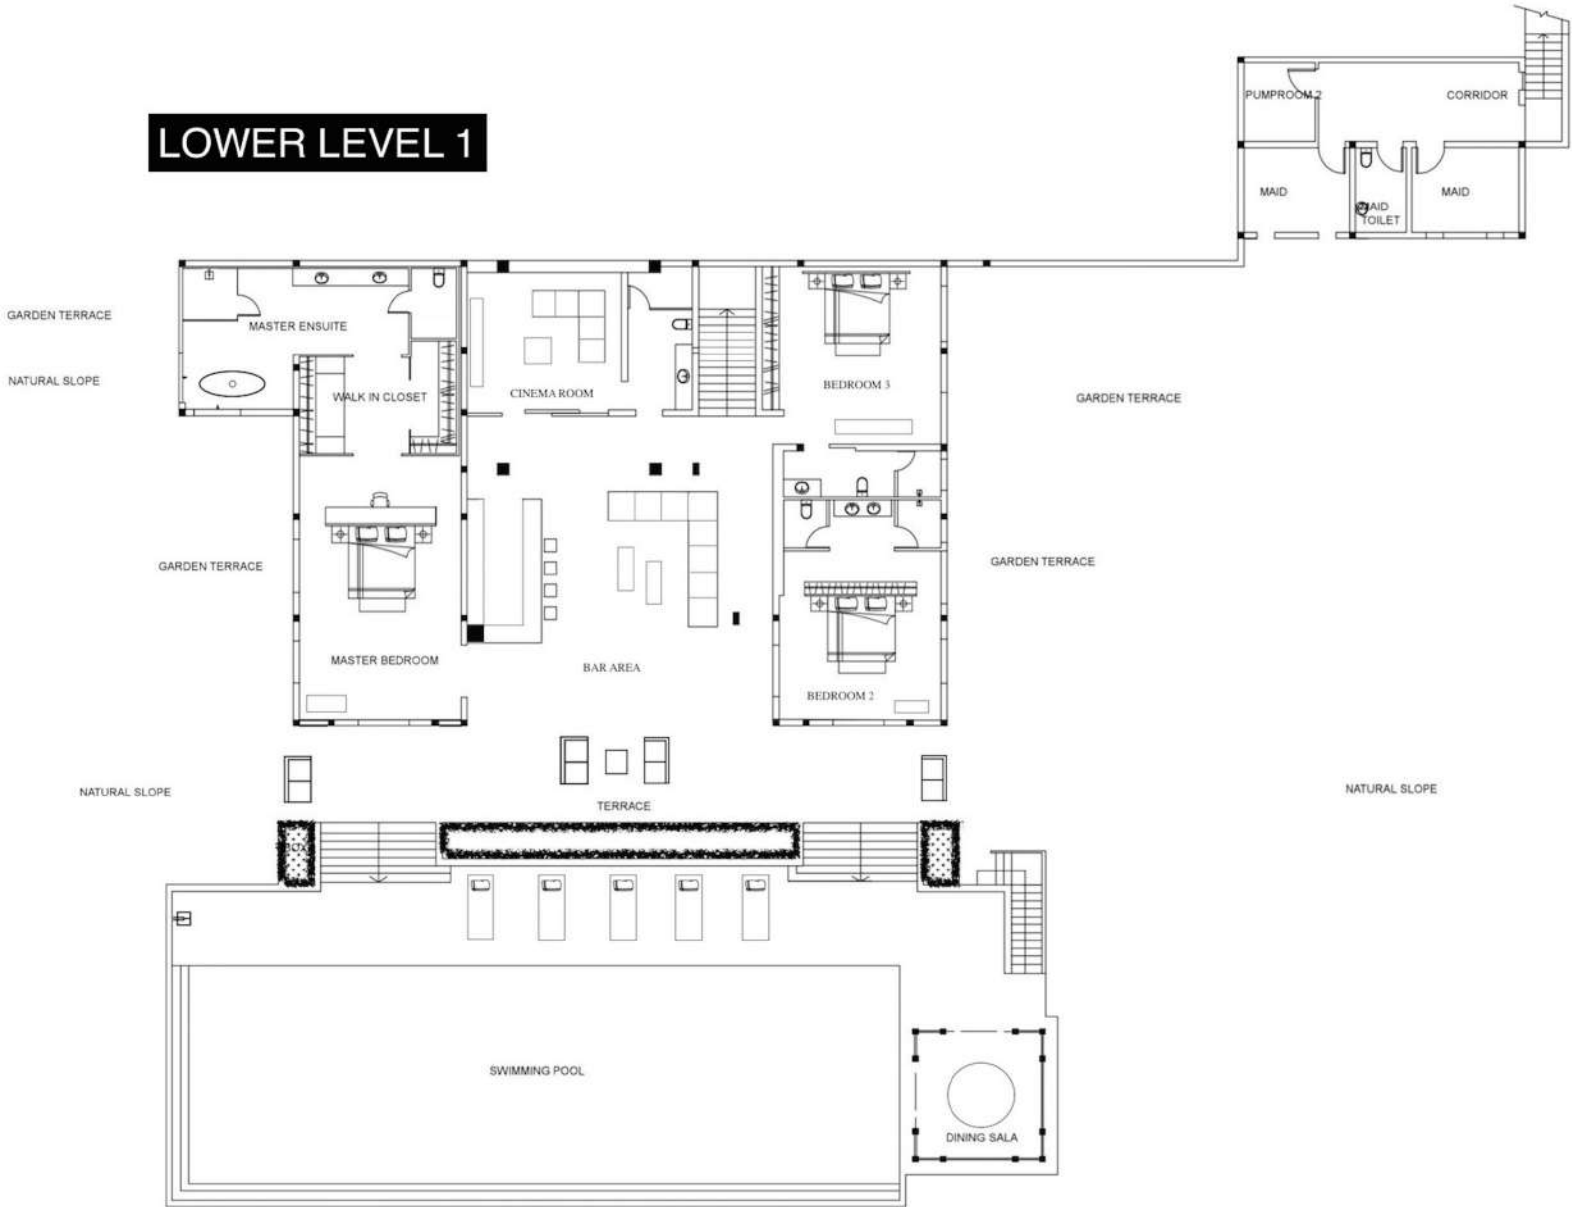 LOWER LEVEL 1
PUMPROOM 2
CORRIDOR
MAID
MAID
TOILET
MAID
GARDEN TERRACE
MASTER ENSUITE
NATURAL SLOPE
WALK IN CLOSET
CINEMA ROOM
BEDROOM 3
GARDEN TERRACE
GARDEN TERRACE
GARDEN TERRACE
MASTER BEDROOM
BAR AREA
BEDROOM 2
NATURAL SLOPE
TERRACE
NATURAL SLOPE
SWIMMING POOL
DINING SALA